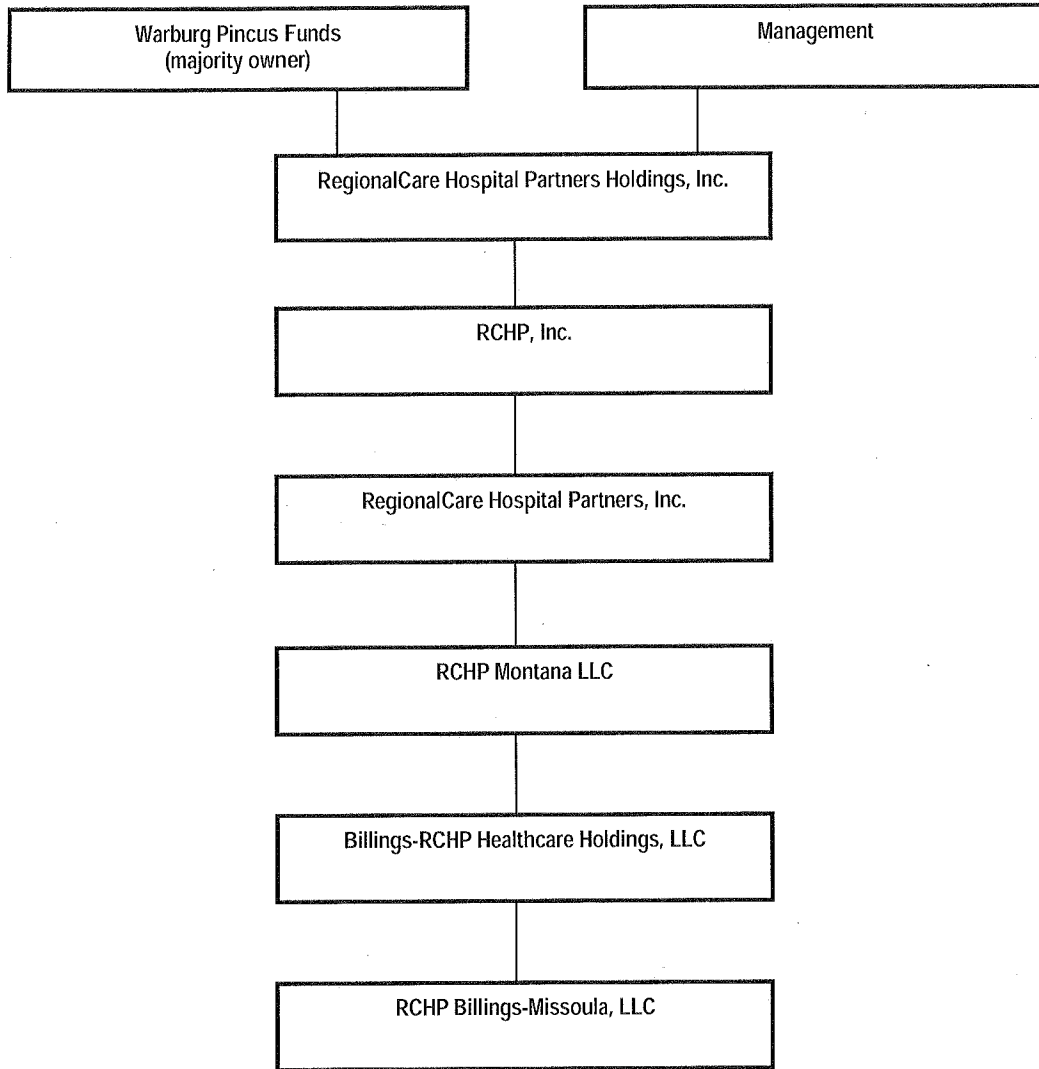 Warburg Pincus Funds
(majority owner)
Management
RegionalCare Hospital Partners Holdings, Inc.
RCHP, Inc.
RegionalCare Hospital Partners, Inc.
RCHP Montana LLC
Billings-RCHP Healthcare Holdings, LLC
RCHP Billings-Missoula, LLC